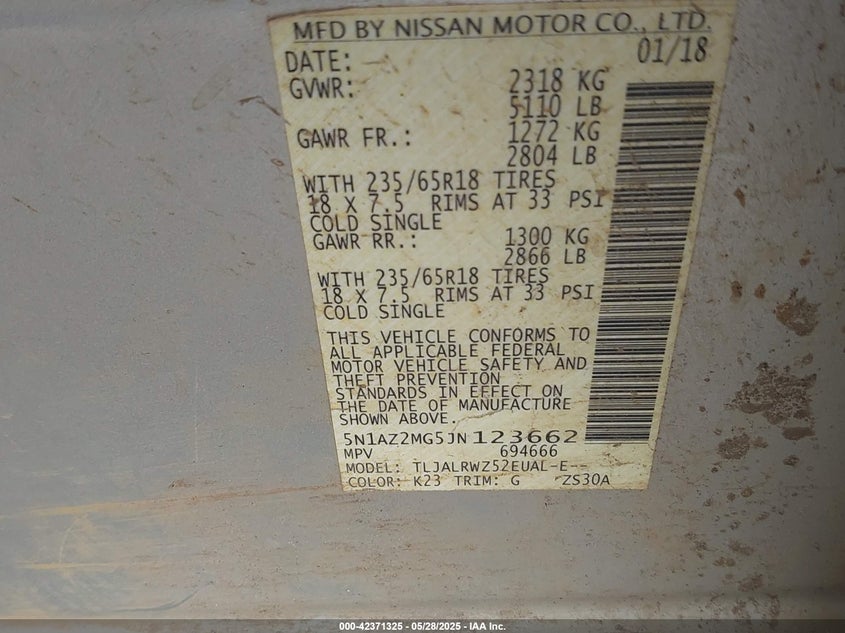 MFD BY NISSAN MOTOR CO., LTD.
DATE: 01/18
GVWR: 2318 KG
5110 LB
GAWR FR.: 1272 KG
2804 LB
WITH 235/65R18 TIRES
18 X 7.5 RIMS AT 33 PSI
COLD SINGLE
GAWR RR.: 1300 KG
2866 LB
WITH 235/65R18 TIRES
18 X 7.5 RIMS AT 33 PSI
COLD SINGLE
THIS VEHICLE CONFORMS TO
ALL APPLICABLE FEDERAL
MOTOR VEHICLE SAFETY AND
THEFT PREVENTION
STANDARDS IN EFFECT ON
THE DATE OF MANUFACTURE
SHOWN ABOVE.
5N1AZ2MG5JN123662
MPV 694666
MODEL: TLJALRWZ52EUAL-E--
COLOR: K23 TRIM: G ZS30A
000-42371325 | 05/28/2025 - IAA Inc.